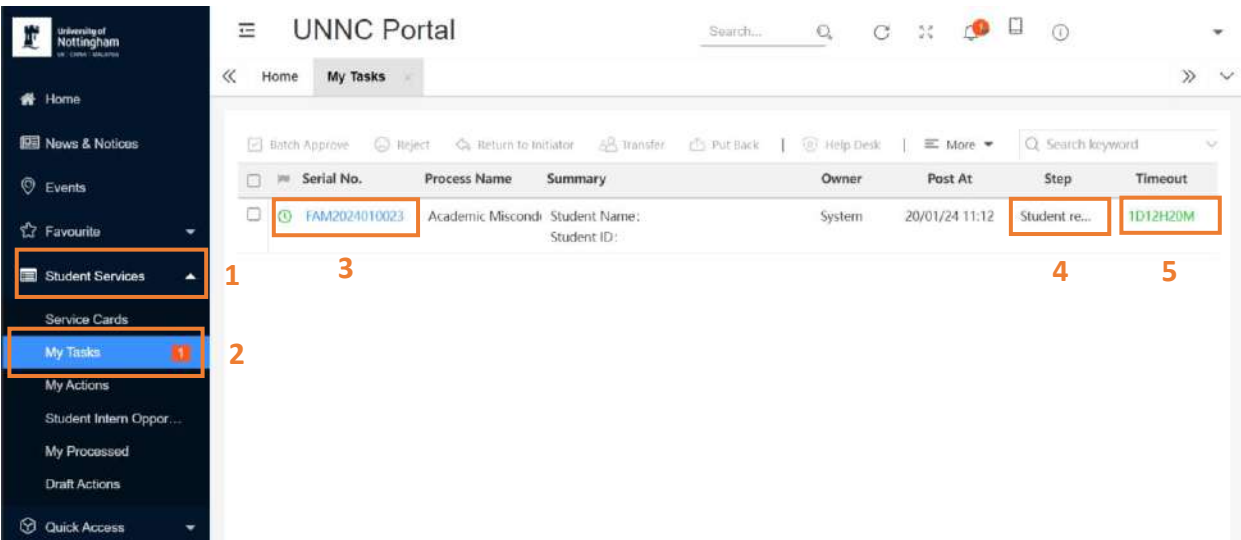 University of
Nottingham
UK | CHINA | MALAYSIA
UNNC Portal
Search...
Home My Tasks
Home
News & Notices
Events
Favourite
Student Services
Service Cards
My Tasks 1
My Actions
Student Intern Oppor...
My Processed
Draft Actions
Quick Access
Batch Approve Reject Return to Initiator Transfer Put Back | Help Desk | More Search keyword
Serial No. Process Name Summary Owner Post At Step Timeout
FAM2024010023 Academic Miscond Student Name: System 20/01/24 11:12 Student re... 1D12H20M
Student ID:
1
2
3
4
5